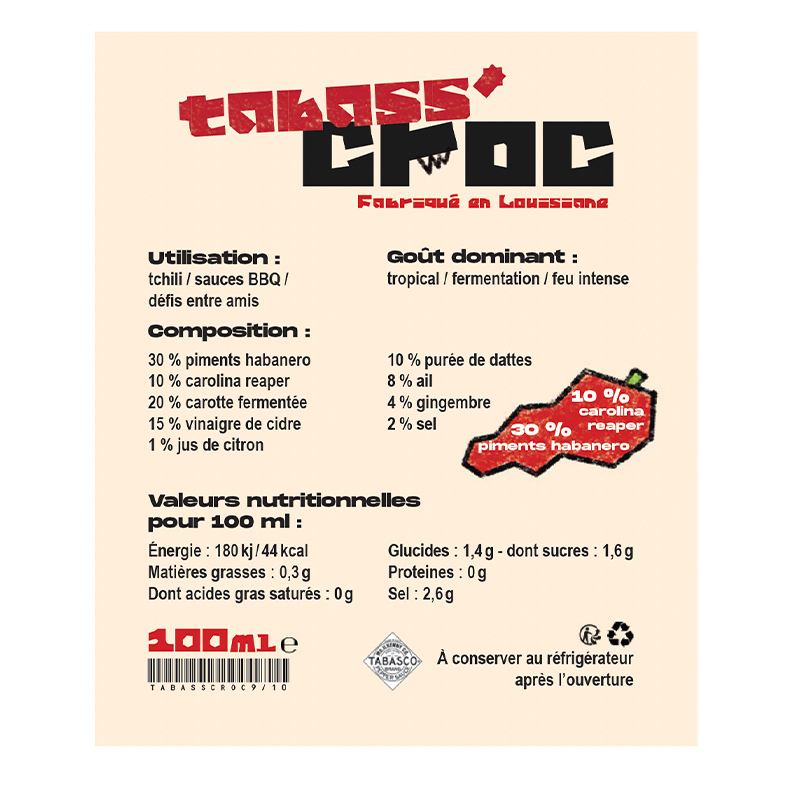 tabass'
croc
Fabriqué en Louisiane
Utilisation :
tchili / sauces BBQ /
défis entre amis
Goût dominant :
tropical / fermentation / feu intense
Composition :
30 % piments habanero
10 % carolina reaper
20 % carotte fermentée
15 % vinaigre de cidre
1 % jus de citron
10 % purée de dattes
8 % ail
4 % gingembre
2 % sel
10 %
carolina
reaper
30 %
piments habanero
Valeurs nutritionnelles
pour 100 ml :
Énergie : 180 kj / 44 kcal
Matières grasses : 0,3 g
Dont acides gras saturés : 0 g
Glucides : 1,4 g - dont sucres : 1,6 g
Proteines : 0 g
Sel : 2,6 g
100ml e
TABASSCROC9/10
TABASCO
BRAND
PEPPER SAUCE
À conserver au réfrigérateur
après l'ouverture